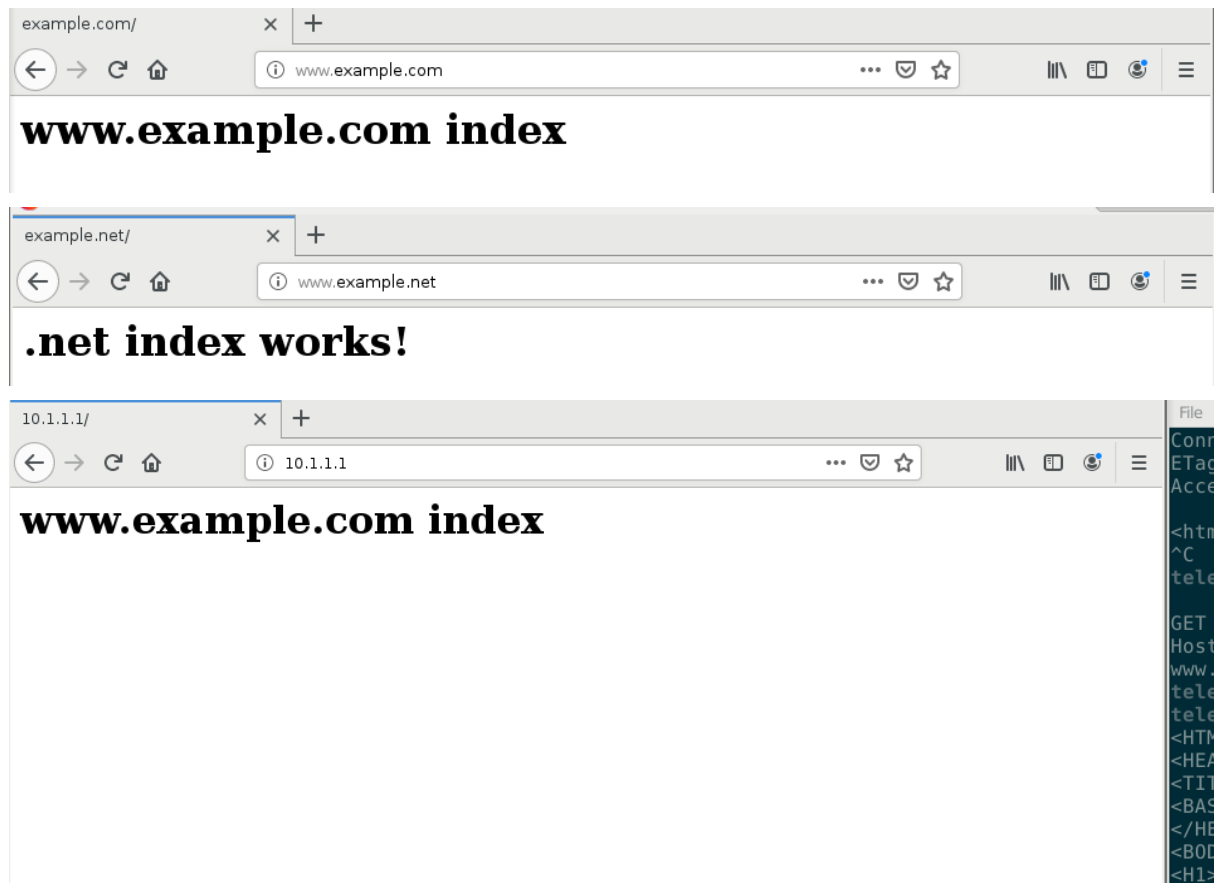 example.com/
www.example.com
www.example.com index
example.net/
www.example.net
.net index works!
10.1.1.1/
10.1.1.1
www.example.com index
File
Conn
ETag
Acce
<htm
^C
tele
GET
Host
www.
tele
tele
<HTM
<HEA
<TIT
<BAS
</HE
<BOD
<H1>